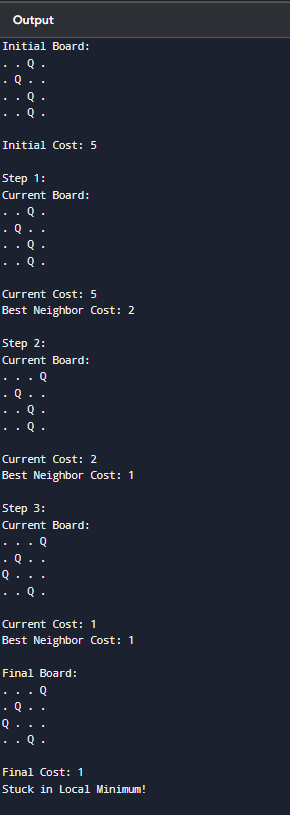 Output
Initial Board:
. . Q .
. Q . .
. . Q .
. . Q .
Initial Cost: 5
Step 1:
Current Board:
. . Q .
. Q . .
. . Q .
. . Q .
Current Cost: 5
Best Neighbor Cost: 2
Step 2:
Current Board:
. . . Q
. Q . .
. . Q .
. . Q .
Current Cost: 2
Best Neighbor Cost: 1
Step 3:
Current Board:
. . . Q
. Q . .
Q . . .
. . Q .
Current Cost: 1
Best Neighbor Cost: 1
Final Board:
. . . Q
. Q . .
Q . . .
. . Q .
Final Cost: 1
Stuck in Local Minimum!